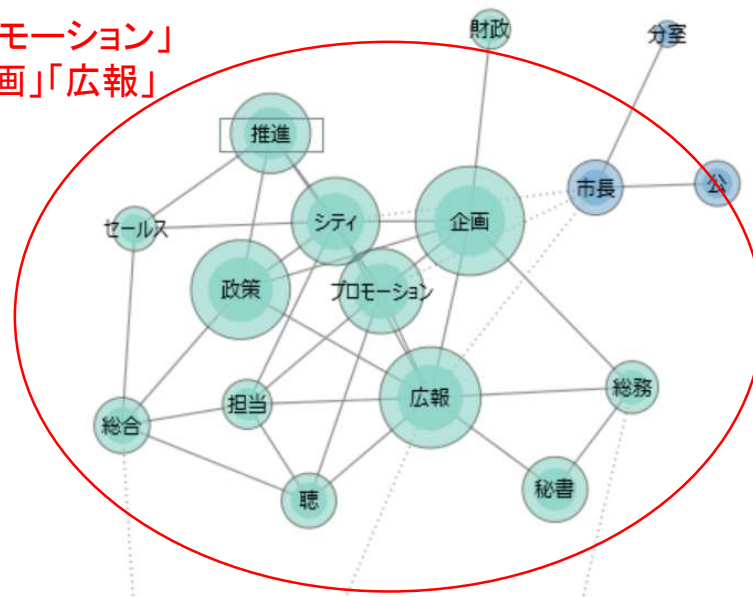 モーション」
画」「広報」
財政
分室
推進
市長
公
セールス
シティ
企画
政策
プロモーション
広報
総務
担当
総合
秘書
聴